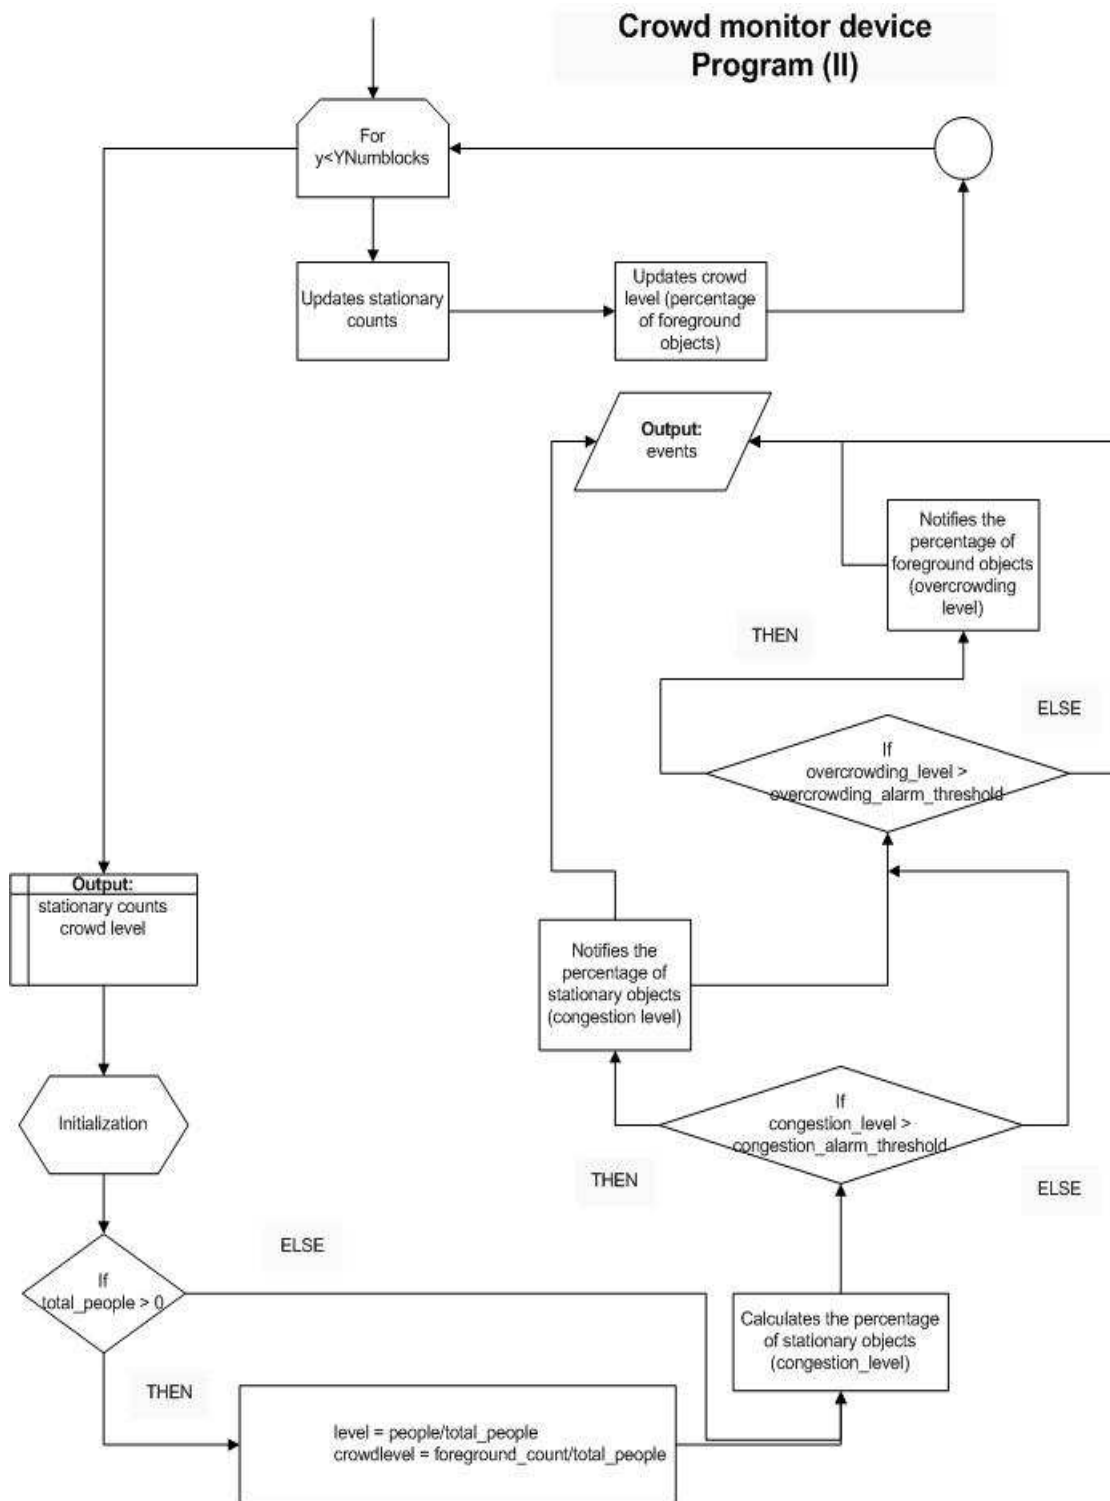 Crowd monitor device
Program (II)
For
y<YNumblocks
Updates stationary
counts
Updates crowd
level (percentage
of foreground
objects)
Output:
events
Notifies the
percentage of
foreground objects
(overcrowding
level)
THEN
ELSE
If
overcrowding_level >
overcrowding_alarm_threshold
Output:
stationary counts
crowd level
Notifies the
percentage of
stationary objects
(congestion level)
Initialization
If
congestion_level >
congestion_alarm_threshold
THEN
ELSE
ELSE
If
total_people > 0
Calculates the percentage
of stationary objects
(congestion_level)
THEN
level = people/total_people
crowdlevel = foreground_count/total_people